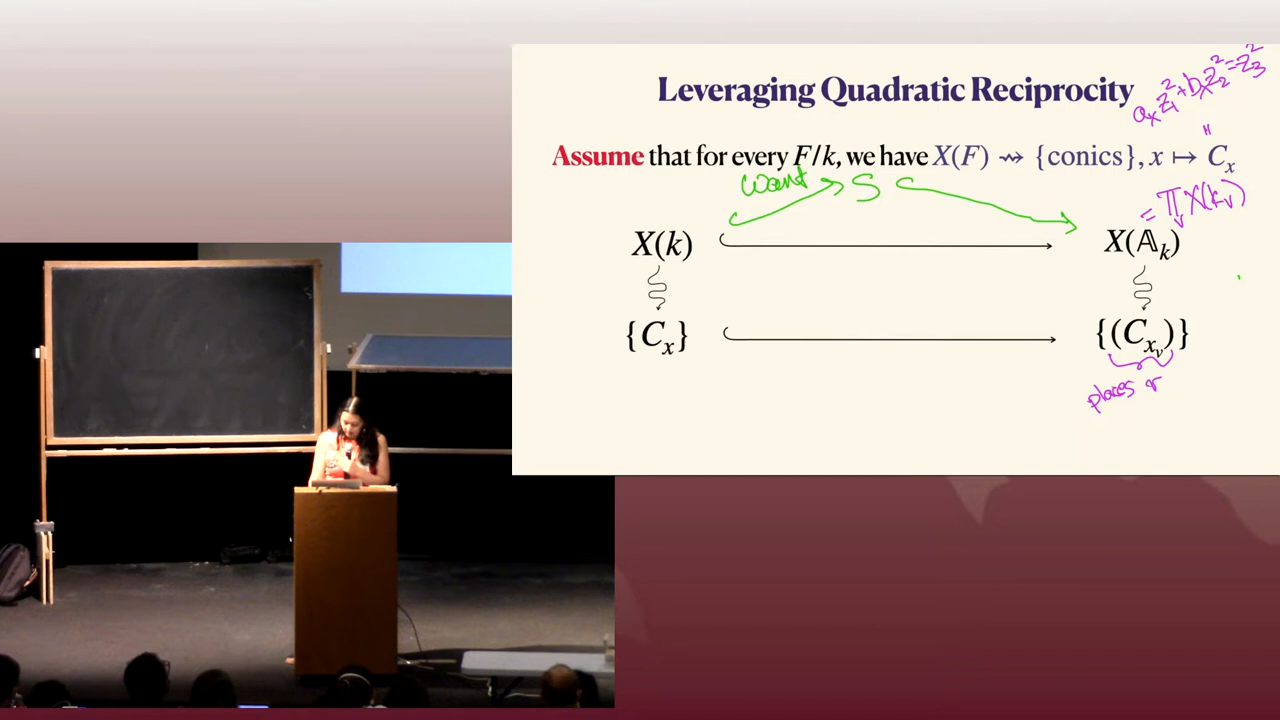 Leveraging Quadratic Reciprocity
a_x z_1^2 + b_x z_2^2 = z_3^2
"
Assume that for every F/k, we have X(F) ⇝ {conics}, x ↦ C_x
want S
= ∏_v X(k_v)
X(k) X(𝔸_k)
{C_x} {(C_{x_v})}
places v